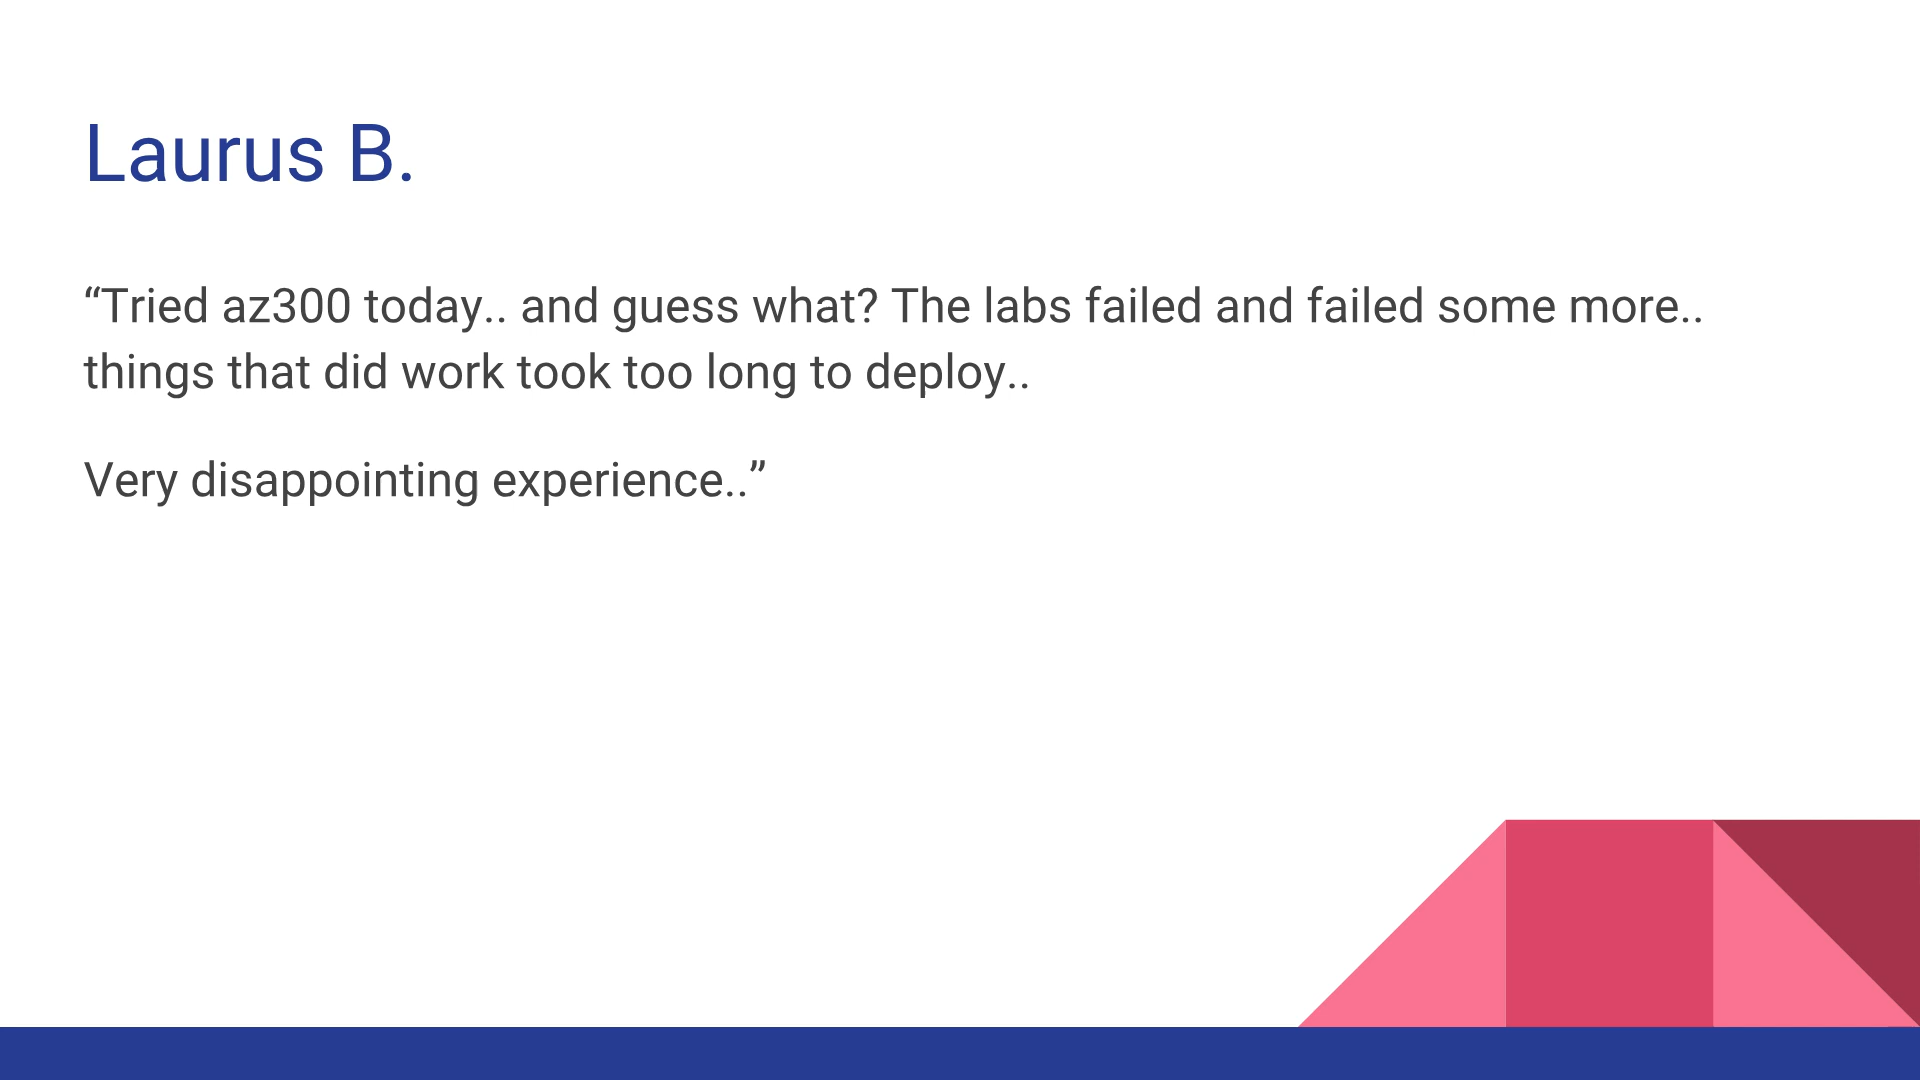 Laurus B.
“Tried az300 today.. and guess what? The labs failed and failed some more..
things that did work took too long to deploy..
Very disappointing experience..”